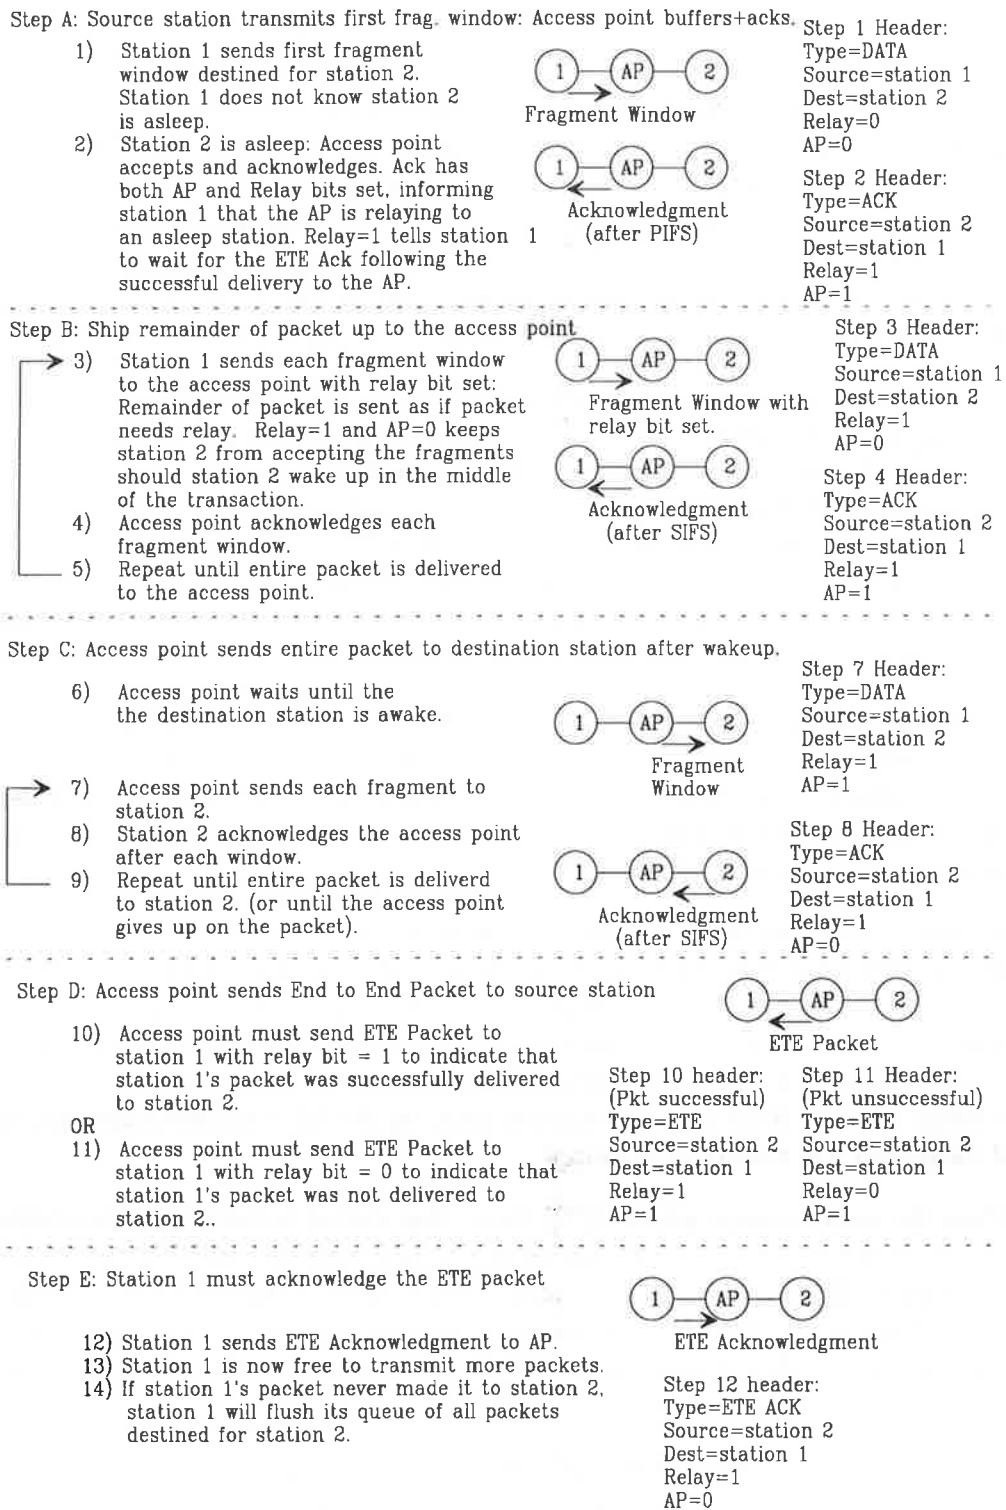 Step A: Source station transmits first frag. window: Access point buffers+acks.
1) Station 1 sends first fragment
window destined for station 2.
Station 1 does not know station 2
is asleep.
2) Station 2 is asleep: Access point
accepts and acknowledges. Ack has
both AP and Relay bits set, informing
station 1 that the AP is relaying to
an asleep station. Relay=1 tells station 1
to wait for the ETE Ack following the
successful delivery to the AP.
1 AP 2
Fragment Window
1 AP 2
Acknowledgment
(after PIFS)
Step 1 Header:
Type=DATA
Source=station 1
Dest=station 2
Relay=0
AP=0
Step 2 Header:
Type=ACK
Source=station 2
Dest=station 1
Relay=1
AP=1
Step B: Ship remainder of packet up to the access point
3) Station 1 sends each fragment window
to the access point with relay bit set:
Remainder of packet is sent as if packet
needs relay. Relay=1 and AP=0 keeps
station 2 from accepting the fragments
should station 2 wake up in the middle
of the transaction.
4) Access point acknowledges each
fragment window.
5) Repeat until entire packet is delivered
to the access point.
1 AP 2
Fragment Window with
relay bit set.
1 AP 2
Acknowledgment
(after SIFS)
Step 3 Header:
Type=DATA
Source=station 1
Dest=station 2
Relay=1
AP=0
Step 4 Header:
Type=ACK
Source=station 2
Dest=station 1
Relay=1
AP=1
Step C: Access point sends entire packet to destination station after wakeup.
6) Access point waits until the
the destination station is awake.
7) Access point sends each fragment to
station 2.
8) Station 2 acknowledges the access point
after each window.
9) Repeat until entire packet is deliverd
to station 2. (or until the access point
gives up on the packet).
1 AP 2
Fragment
Window
1 AP 2
Acknowledgment
(after SIFS)
Step 7 Header:
Type=DATA
Source=station 1
Dest=station 2
Relay=1
AP=1
Step 8 Header:
Type=ACK
Source=station 2
Dest=station 1
Relay=1
AP=0
Step D: Access point sends End to End Packet to source station
10) Access point must send ETE Packet to
station 1 with relay bit = 1 to indicate that
station 1's packet was successfully delivered
to station 2.
OR
11) Access point must send ETE Packet to
station 1 with relay bit = 0 to indicate that
station 1's packet was not delivered to
station 2..
1 AP 2
ETE Packet
Step 10 header:
(Pkt successful)
Type=ETE
Source=station 2
Dest=station 1
Relay=1
AP=1
Step 11 Header:
(Pkt unsuccessful)
Type=ETE
Source=station 2
Dest=station 1
Relay=0
AP=1
Step E: Station 1 must acknowledge the ETE packet
12) Station 1 sends ETE Acknowledgment to AP.
13) Station 1 is now free to transmit more packets.
14) If station 1's packet never made it to station 2,
station 1 will flush its queue of all packets
destined for station 2.
1 AP 2
ETE Acknowledgment
Step 12 header:
Type=ETE ACK
Source=station 2
Dest=station 1
Relay=1
AP=0